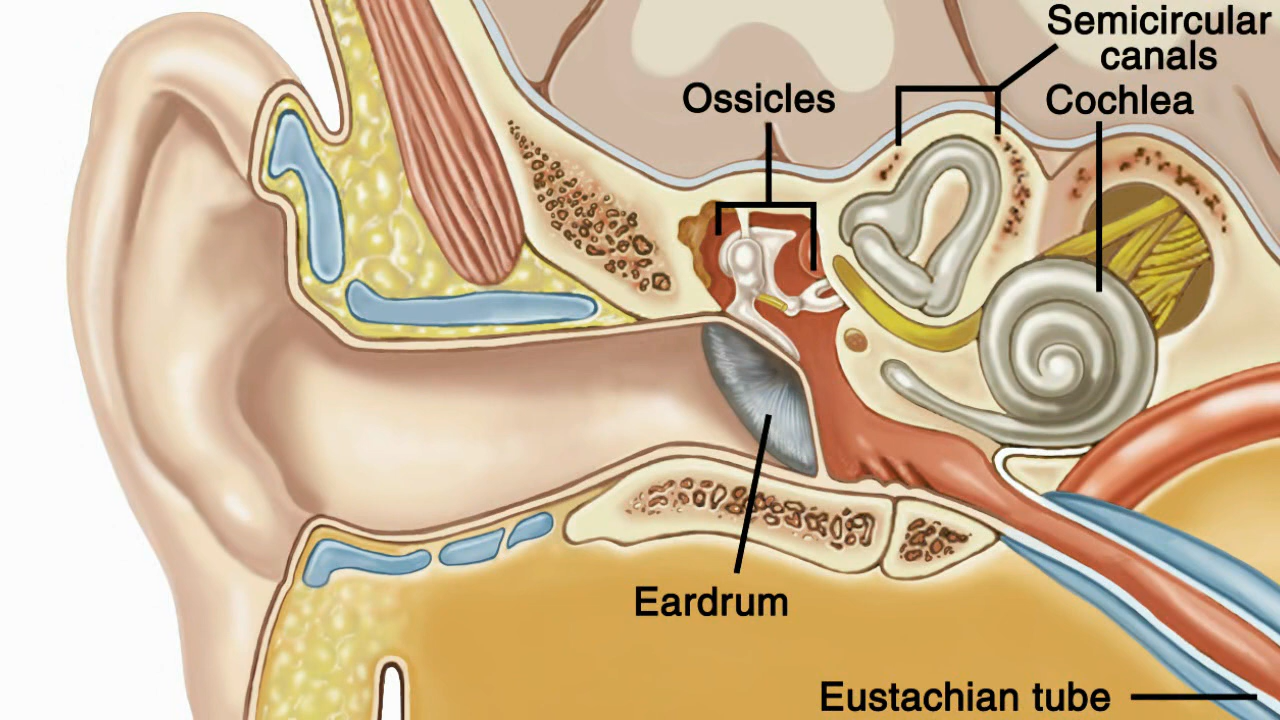 Semicircular
canals
Ossicles
Cochlea
Eardrum
Eustachian tube